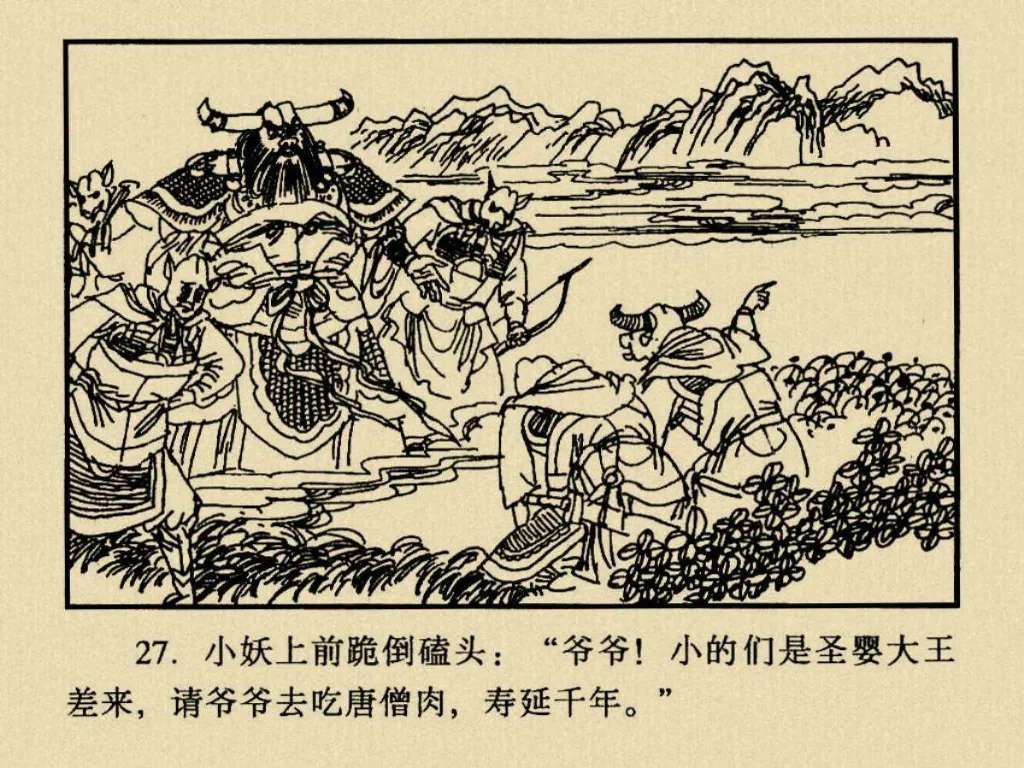 27. 小妖上前跪倒磕头：“爷爷！小的们是圣婴大王
差来，请爷爷去吃唐僧肉，寿延千年。”